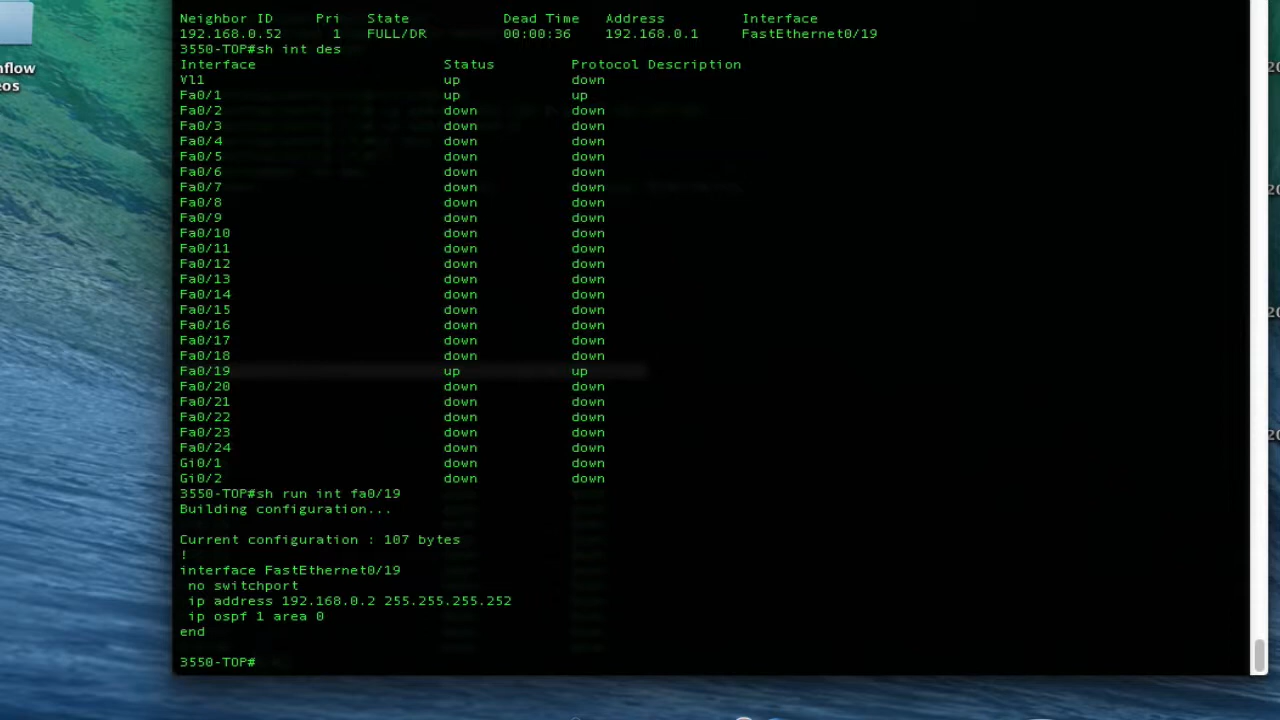 Neighbor ID     Pri   State           Dead Time   Address         Interface
192.168.0.52      1   FULL/DR         00:00:36    192.168.0.1     FastEthernet0/19
3550-TOP#sh int des
Interface                      Status         Protocol Description
Vl1                            up             down
Fa0/1                          up             up
Fa0/2                          down           down
Fa0/3                          down           down
Fa0/4                          down           down
Fa0/5                          down           down
Fa0/6                          down           down
Fa0/7                          down           down
Fa0/8                          down           down
Fa0/9                          down           down
Fa0/10                         down           down
Fa0/11                         down           down
Fa0/12                         down           down
Fa0/13                         down           down
Fa0/14                         down           down
Fa0/15                         down           down
Fa0/16                         down           down
Fa0/17                         down           down
Fa0/18                         down           down
Fa0/19                         up             up
Fa0/20                         down           down
Fa0/21                         down           down
Fa0/22                         down           down
Fa0/23                         down           down
Fa0/24                         down           down
Gi0/1                          down           down
Gi0/2                          down           down
3550-TOP#sh run int fa0/19
Building configuration...
Current configuration : 107 bytes
!
interface FastEthernet0/19
 no switchport
 ip address 192.168.0.2 255.255.255.252
 ip ospf 1 area 0
end
3550-TOP#